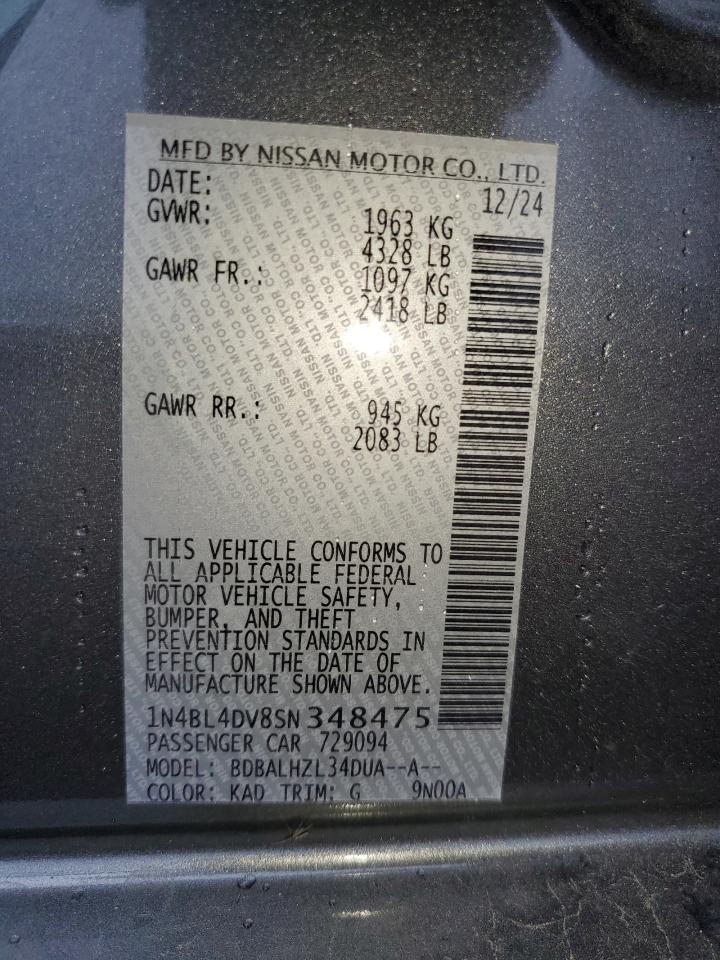 MFD BY NISSAN MOTOR CO., LTD.
DATE: 12/24
GVWR: 1963 KG
4328 LB
GAWR FR.: 1097 KG
2418 LB
GAWR RR.: 945 KG
2083 LB
THIS VEHICLE CONFORMS TO
ALL APPLICABLE FEDERAL
MOTOR VEHICLE SAFETY,
BUMPER, AND THEFT
PREVENTION STANDARDS IN
EFFECT ON THE DATE OF
MANUFACTURE SHOWN ABOVE.
1N4BL4DV8SN348475
PASSENGER CAR 729094
MODEL: BDBALHZL34DUA--A--
COLOR: KAD TRIM: G 9N00A